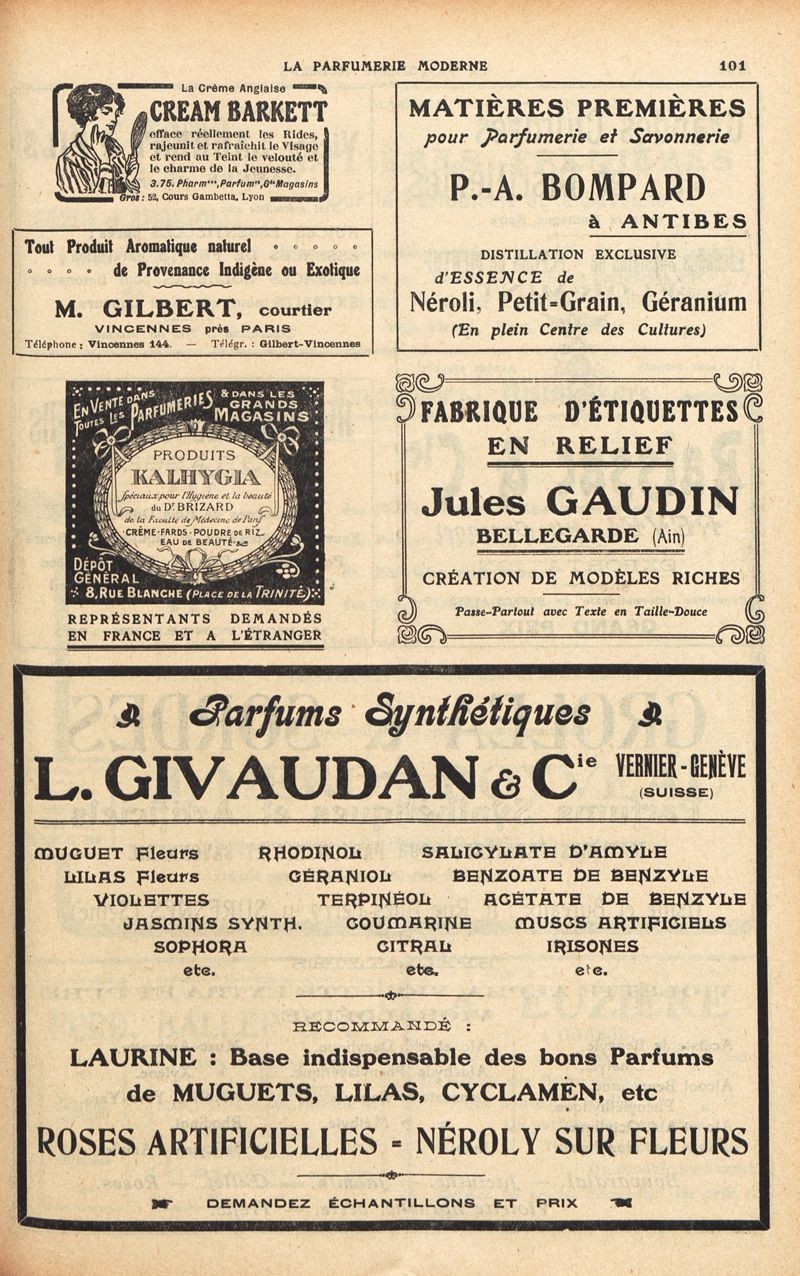 LA PARFUMERIE MODERNE 101
La Crème Anglaise
CREAM BARKETT
efface réellement les Rides,
rajeunit et rafraîchit le Visage
et rend au Teint le velouté et
le charme de la Jeunesse.
3.75. Pharmies, Parfumies, Gds Magasins
Gros : 52, Cours Gambetta, Lyon
Tout Produit Aromatique naturel
de Provenance Indigène ou Exotique
M. GILBERT, courtier
VINCENNES près PARIS
Téléphone : Vincennes 144. — Télégr. : Gilbert-Vincennes
MATIÈRES PREMIÈRES
pour Parfumerie et Savonnerie
P.-A. BOMPARD
à ANTIBES
DISTILLATION EXCLUSIVE
d'ESSENCE de
Néroli, Petit-Grain, Géranium
(En plein Centre des Cultures)
EN VENTE DANS
TOUTES LES PARFUMERIES
& DANS LES
GRANDS
MAGASINS
PRODUITS
KALHYGIA
Spéciaux pour l'Hygiène et la beauté
du Dr BRIZARD
de la Faculté de Médecine de Paris
CRÈME·FARDS·POUDRE DE RIZ
EAU DE BEAUTÉ·&c
DÉPÔT
GÉNÉRAL
8, RUE BLANCHE (PLACE DE LA TRINITÉ)
REPRÉSENTANTS DEMANDÉS
EN FRANCE ET A L'ÉTRANGER
FABRIQUE D'ÉTIQUETTES
EN RELIEF
Jules GAUDIN
BELLEGARDE (Ain)
CRÉATION DE MODÈLES RICHES
Passe-Partout avec Texte en Taille-Douce
Parfums Synthétiques
L. GIVAUDAN & Cie VERNIER-GENÈVE
(SUISSE)
MUGUET Fleurs RHODINOL SALICYLATE D'AMYLE
LILAS Fleurs GÉRANIOL BENZOATE DE BENZYLE
VIOLETTES TERPINÉOL ACÉTATE DE BENZYLE
JASMINS SYNTH. COUMARINE MUSCS ARTIFICIELS
SOPHORA CITRAL IRISONES
etc. etc. etc.
RECOMMANDÉ :
LAURINE : Base indispensable des bons Parfums
de MUGUETS, LILAS, CYCLAMEN, etc
ROSES ARTIFICIELLES - NÉROLY SUR FLEURS
DEMANDEZ ÉCHANTILLONS ET PRIX